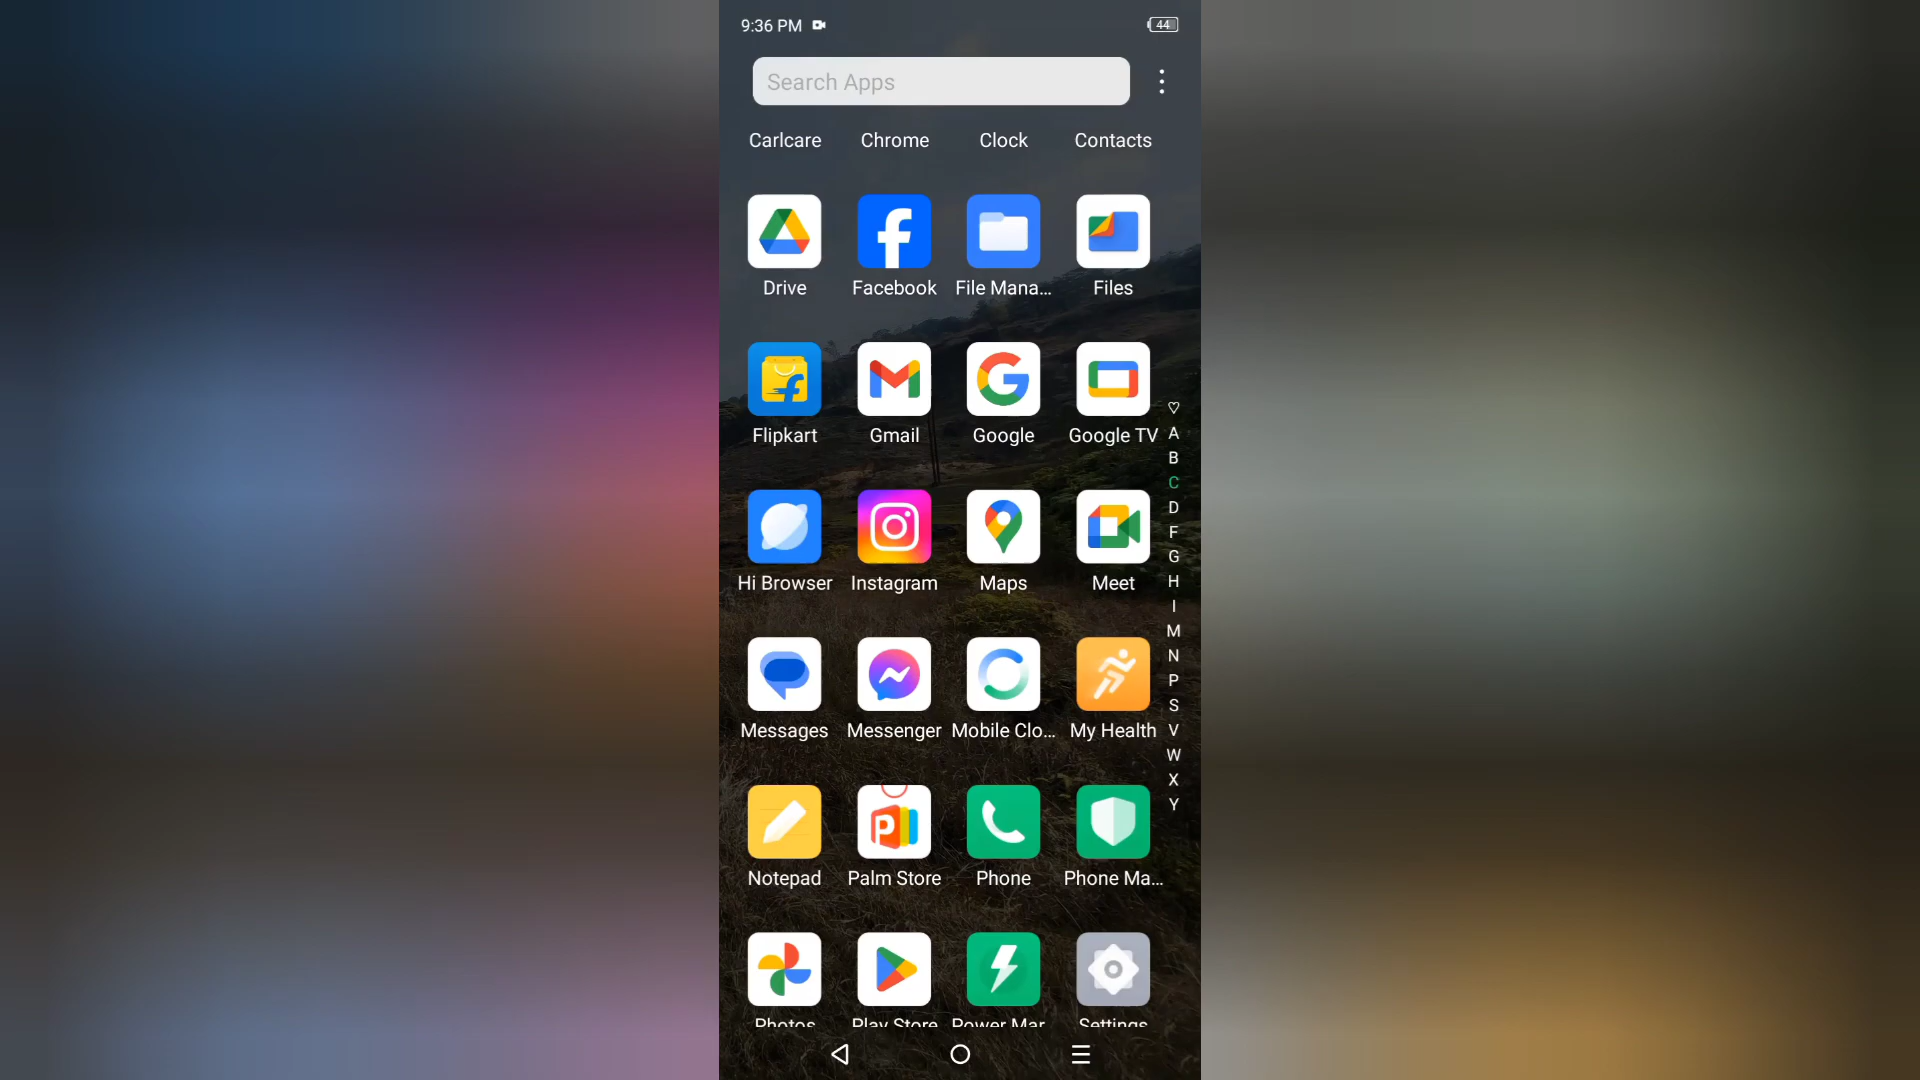 9:36 PM 44
Search Apps
Carlcare Chrome Clock Contacts
Drive Facebook File Mana... Files
Flipkart Gmail Google Google TV
Hi Browser Instagram Maps Meet
Messages Messenger Mobile Clo... My Health
Notepad Palm Store Phone Phone Ma...
Photos Play Store Power Mar Settings
A
B
C
D
F
G
H
I
M
N
P
S
V
W
X
Y